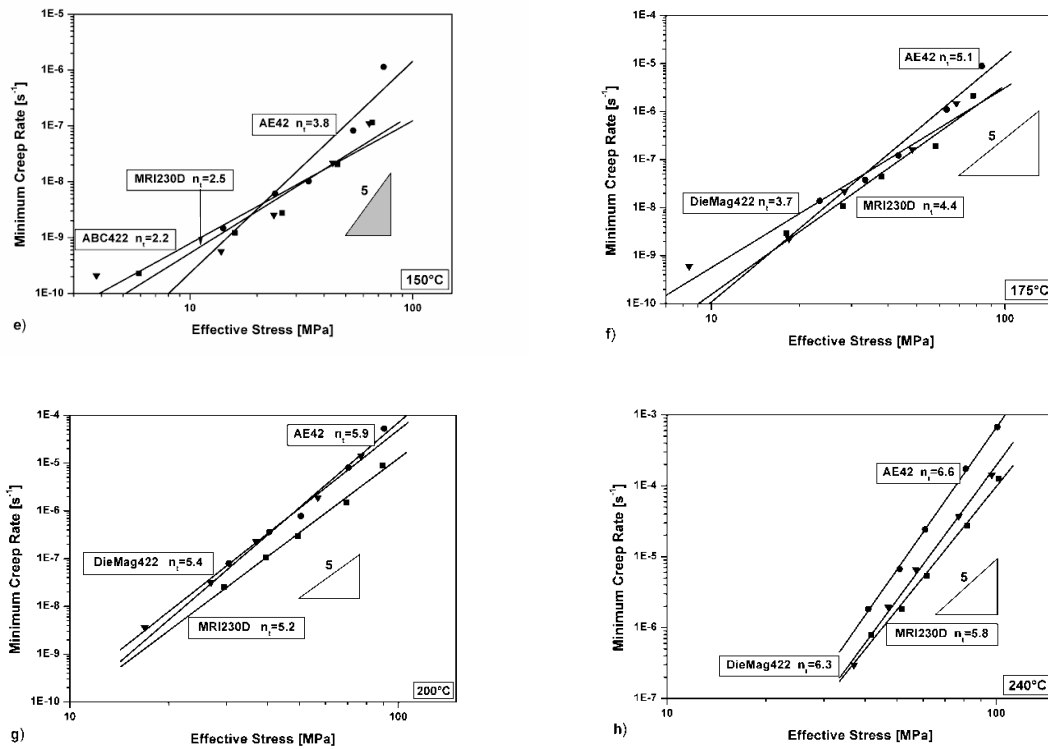 1E-5
1E-6
1E-7
1E-8
1E-9
1E-10
Minimum Creep Rate [s⁻¹]
AE42 nₜ=3.8
MRI230D nₜ=2.5
ABC422 nₜ=2.2
5
150°C
10
100
Effective Stress [MPa]
e)
1E-4
1E-5
1E-6
1E-7
1E-8
1E-9
1E-10
Minimum Creep Rate [s⁻¹]
AE42 nₜ=5.1
5
DieMag422 nₜ=3.7
MRI230D nₜ=4.4
175°C
10
100
Effective Stress [MPa]
f)
1E-4
1E-5
1E-6
1E-7
1E-8
1E-9
1E-10
Minimum Creep Rate [s⁻¹]
AE42 nₜ=5.9
DieMag422 nₜ=5.4
5
MRI230D nₜ=5.2
200°C
10
100
Effective Stress [MPa]
g)
1E-3
1E-4
1E-5
1E-6
1E-7
Minimum Creep Rate [s⁻¹]
AE42 nₜ=6.6
5
MRI230D nₜ=5.8
DieMag422 nₜ=6.3
240°C
10
100
Effective Stress [MPa]
h)